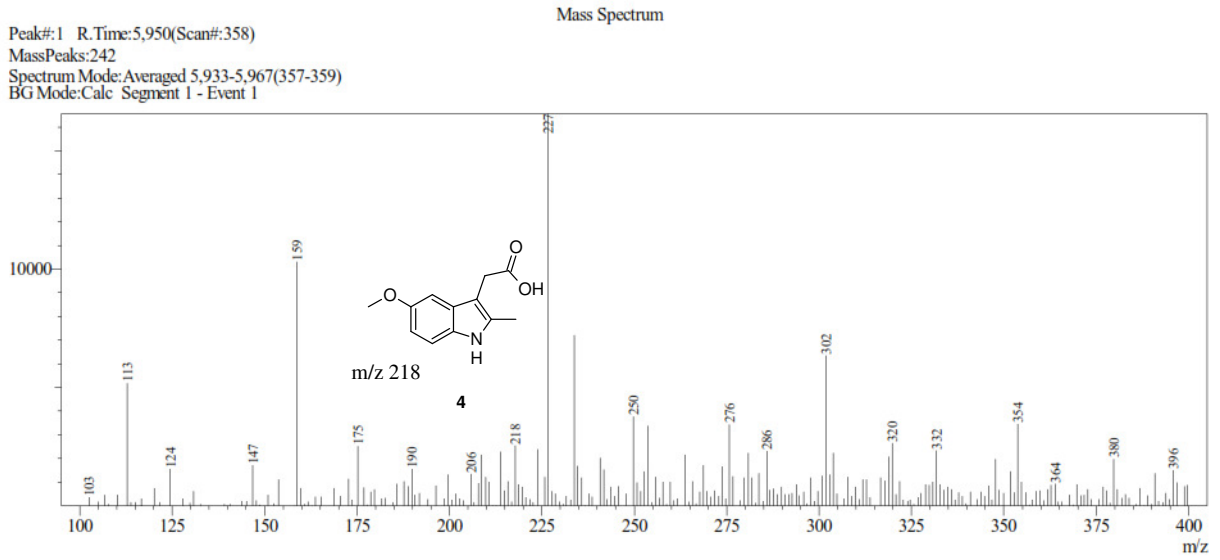 Mass Spectrum
Peak#:1 R.Time:5,950(Scan#:358)
MassPeaks:242
Spectrum Mode:Averaged 5,933-5,967(357-359)
BG Mode:Calc Segment 1 - Event 1
227
159
10000
O
OH
O
N
H
302
113
m/z 218
4
250
276
354
175
218
286
320
332
147
124
190
206
380
396
364
103
100 125 150 175 200 225 250 275 300 325 350 375 400
m/z